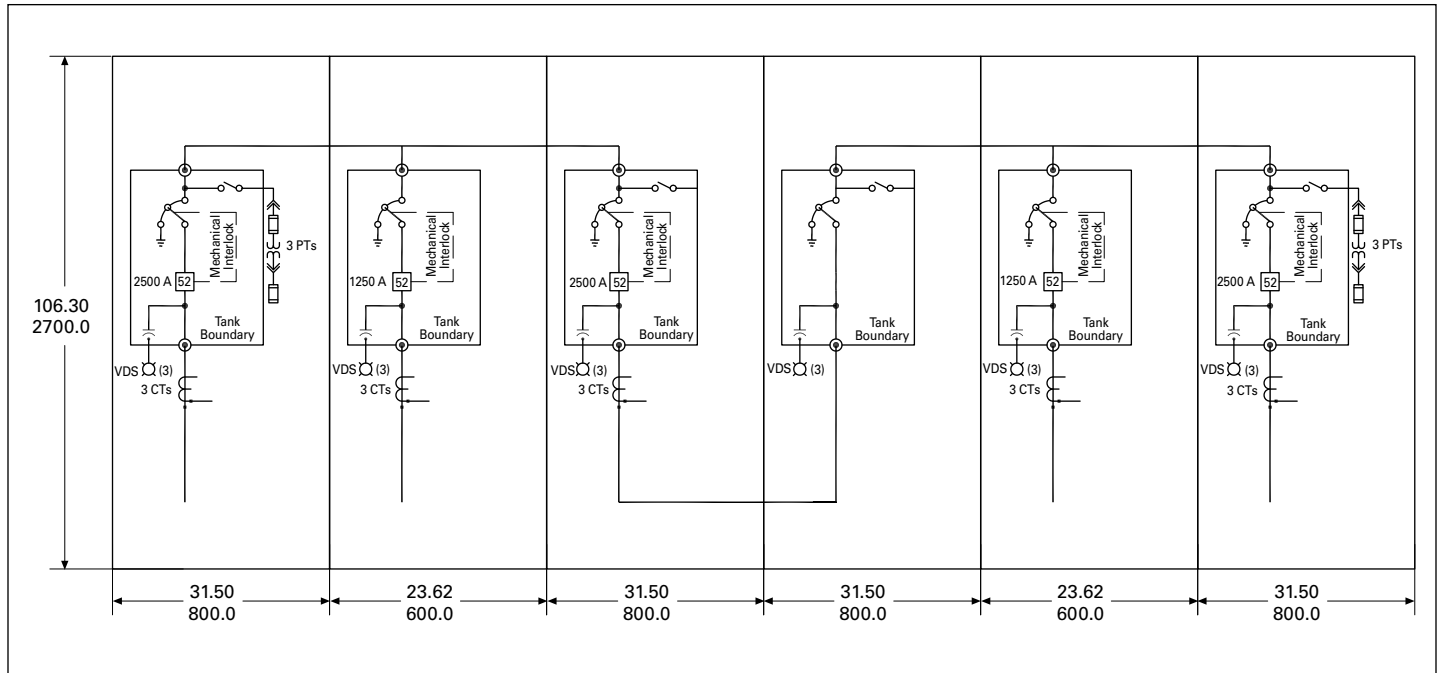 106.30
2700.0
Mechanical
Interlock
3 PTs
2500 A 52
Tank
Boundary
VDS (3)
3 CTs
Mechanical
Interlock
1250 A 52
Tank
Boundary
VDS (3)
3 CTs
Mechanical
Interlock
2500 A 52
Tank
Boundary
VDS (3)
3 CTs
Tank
Boundary
VDS (3)
Mechanical
Interlock
1250 A 52
Tank
Boundary
VDS (3)
3 CTs
Mechanical
Interlock
3 PTs
2500 A 52
Tank
Boundary
VDS (3)
3 CTs
31.50
800.0
23.62
600.0
31.50
800.0
31.50
800.0
23.62
600.0
31.50
800.0